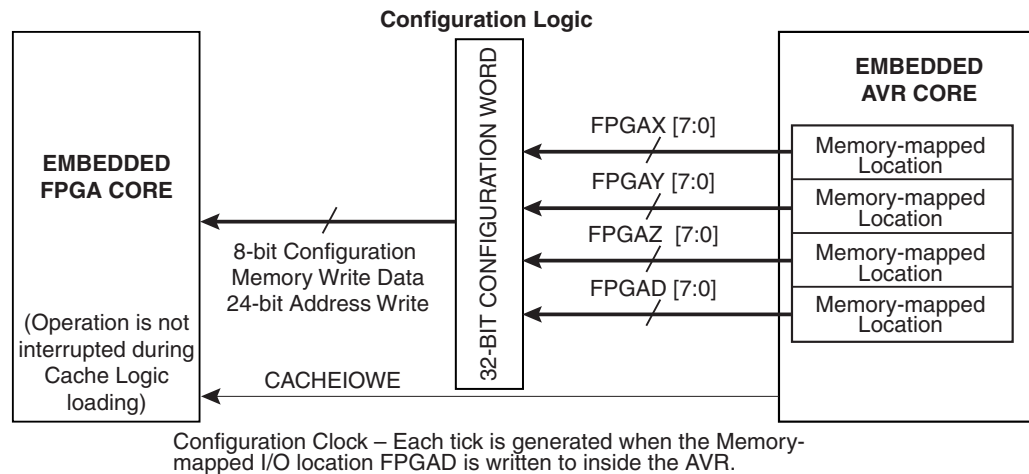 Configuration Logic
EMBEDDED
FPGA CORE
(Operation is not
interrupted during
Cache Logic
loading)
8-bit Configuration
Memory Write Data
24-bit Address Write
32-BIT CONFIGURATION WORD
FPGAX [7:0]
FPGAY [7:0]
FPGAZ [7:0]
FPGAD [7:0]
EMBEDDED
AVR CORE
Memory-mapped
Location
Memory-mapped
Location
Memory-mapped
Location
Memory-mapped
Location
CACHEIOWE
Configuration Clock – Each tick is generated when the Memory-
mapped I/O location FPGAD is written to inside the AVR.